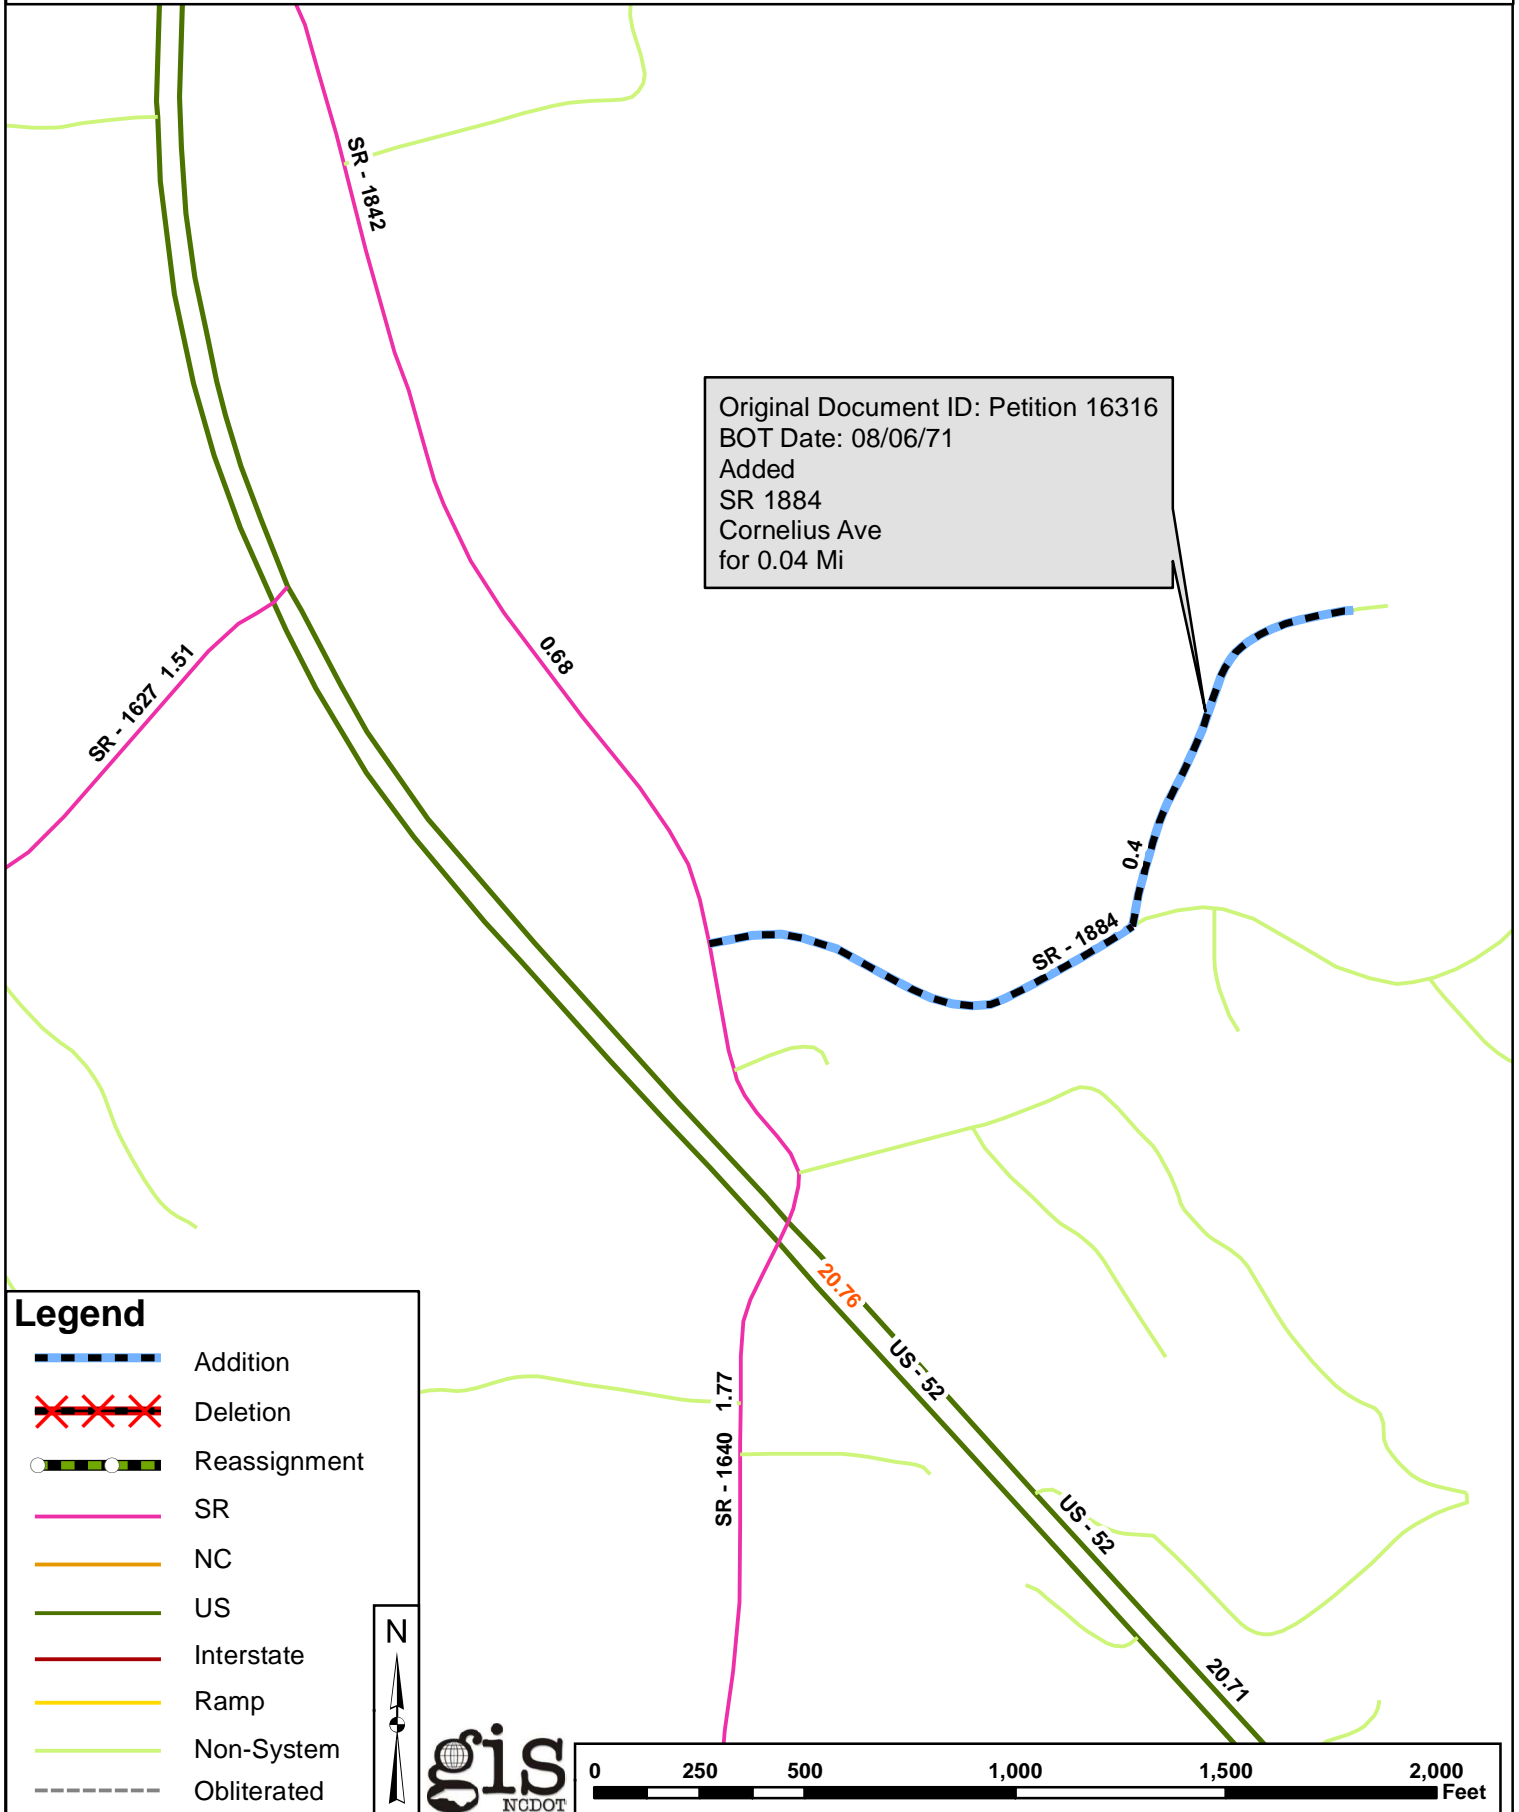 SR - 1842
Original Document ID: Petition 16316
BOT Date: 08/06/71
Added
SR 1884
Cornelius Ave
for 0.04 Mi
0.68
SR - 1627 1.51
0.4
SR - 1884
20.76
US - 52
SR - 1640 1.77
US - 52
20.71
Legend
Addition
Deletion
Reassignment
SR
NC
US
Interstate
Ramp
Non-System
Obliterated
N
gis
NCDOT
0 250 500 1,000 1,500 2,000
Feet